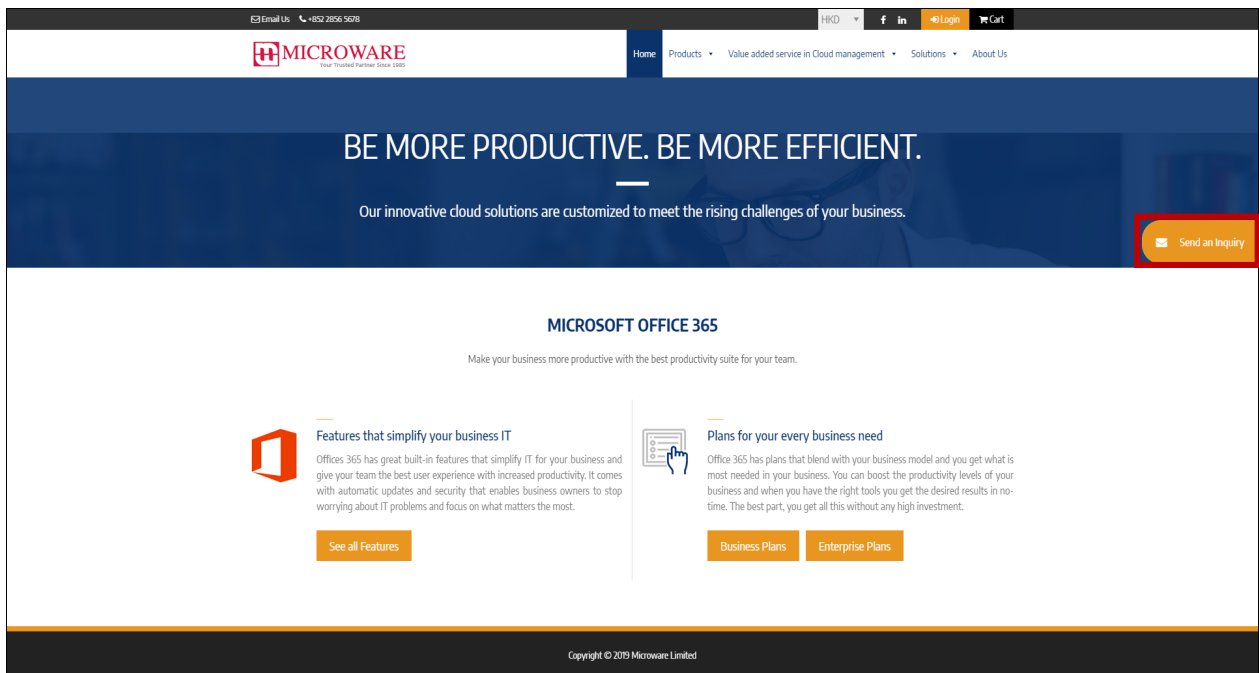 Email Us +852 2856 5678 HKD Login Cart
MICROWARE
Your Trusted Partner Since 1985
Home Products Value added service in Cloud management Solutions About Us
BE MORE PRODUCTIVE. BE MORE EFFICIENT.
Our innovative cloud solutions are customized to meet the rising challenges of your business.
Send an Inquiry
MICROSOFT OFFICE 365
Make your business more productive with the best productivity suite for your team.
Features that simplify your business IT
Offices 365 has great built-in features that simplify IT for your business and
give your team the best user experience with increased productivity. It comes
with automatic updates and security that enables business owners to stop
worrying about IT problems and focus on what matters the most.
See all Features
Plans for your every business need
Office 365 has plans that blend with your business model and you get what is
most needed in your business. You can boost the productivity levels of your
business and when you have the right tools you get the desired results in no-
time. The best part, you get all this without any high investment.
Business Plans Enterprise Plans
Copyright © 2019 Microware Limited